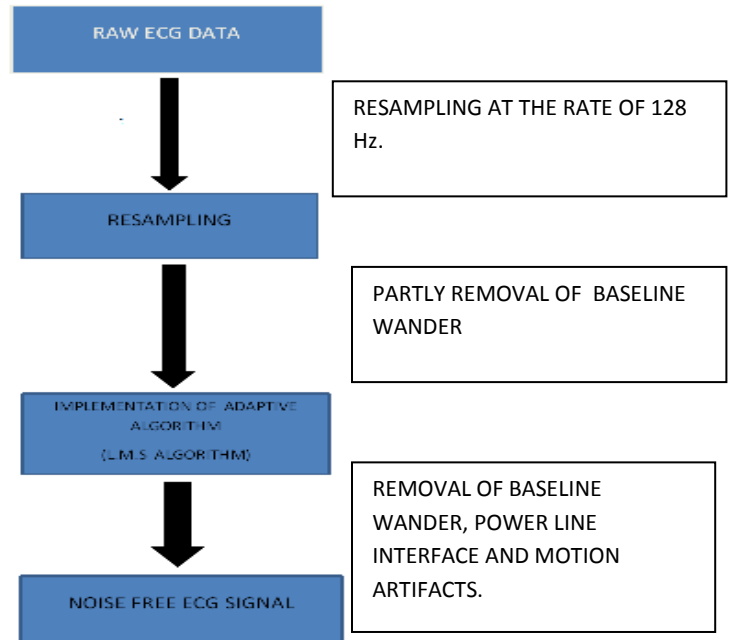 RAW ECG DATA
RESAMPLING AT THE RATE OF 128
Hz.
RESAMPLING
PARTLY REMOVAL OF BASELINE
WANDER
IMPLEMENTATION OF ADAPTIVE
ALGORITHM
(L.M.S ALGORITHM)
REMOVAL OF BASELINE
WANDER, POWER LINE
INTERFACE AND MOTION
ARTIFACTS.
NOISE FREE ECG SIGNAL